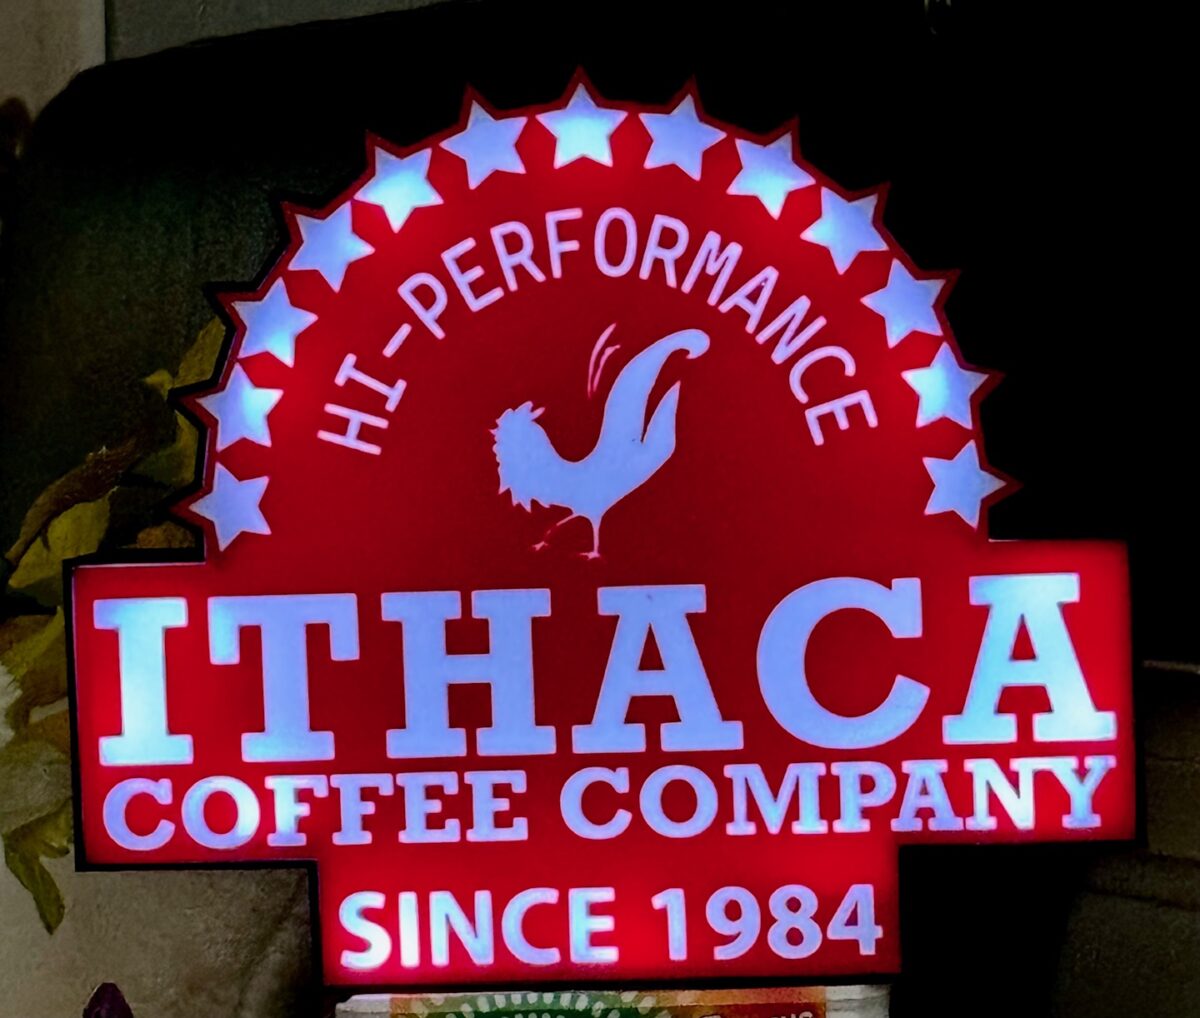 HI-PERFORMANCE
ITHACA
COFFEE COMPANY
SINCE 1984